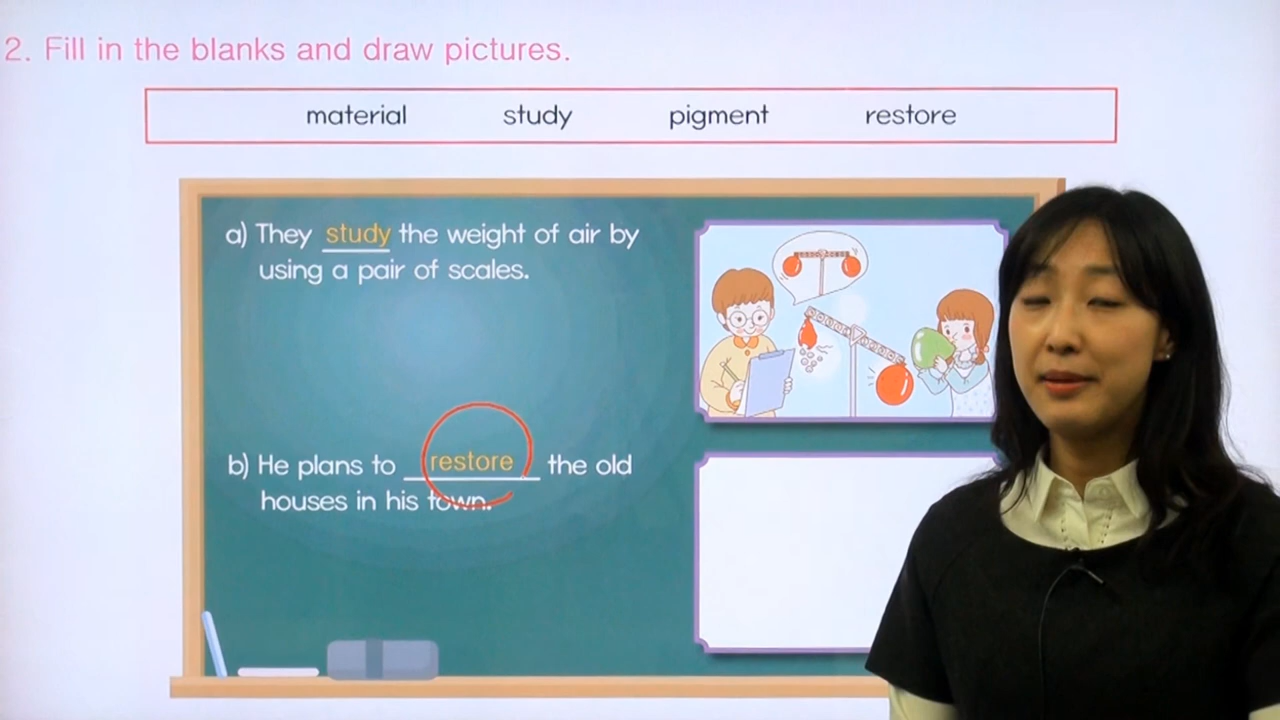 2. Fill in the blanks and draw pictures.
material study pigment restore
a) They study the weight of air by
using a pair of scales.
b) He plans to restore the old
houses in his town.